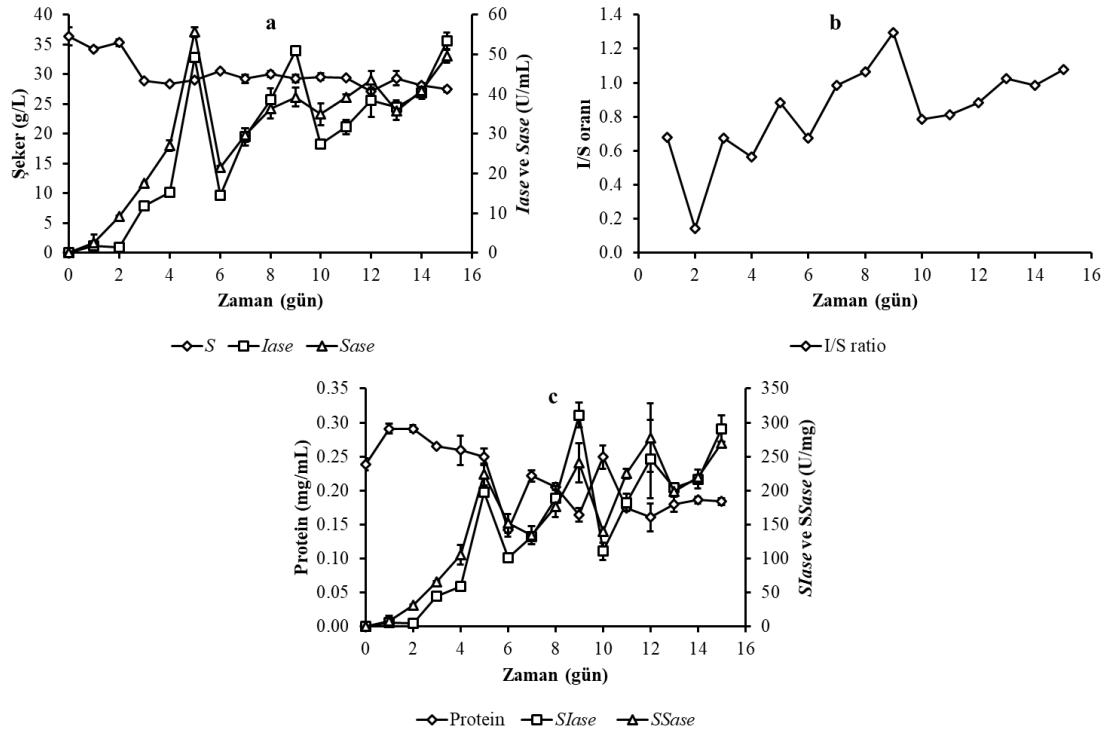 a
40
35
30
25
20
15
10
5
0
Şeker (g/L)
60
50
40
30
20
10
0
Iase ve Sase (U/mL)
0 2 4 6 8 10 12 14 16
Zaman (gün)
S Iase Sase
b
1.4
1.2
1.0
0.8
0.6
0.4
0.2
0.0
I/S oranı
0 2 4 6 8 10 12 14 16
Zaman (gün)
I/S ratio
c
0.35
0.30
0.25
0.20
0.15
0.10
0.05
0.00
Protein (mg/mL)
350
300
250
200
150
100
50
0
SIase ve SSase (U/mg)
0 2 4 6 8 10 12 14 16
Zaman (gün)
Protein SIase SSase